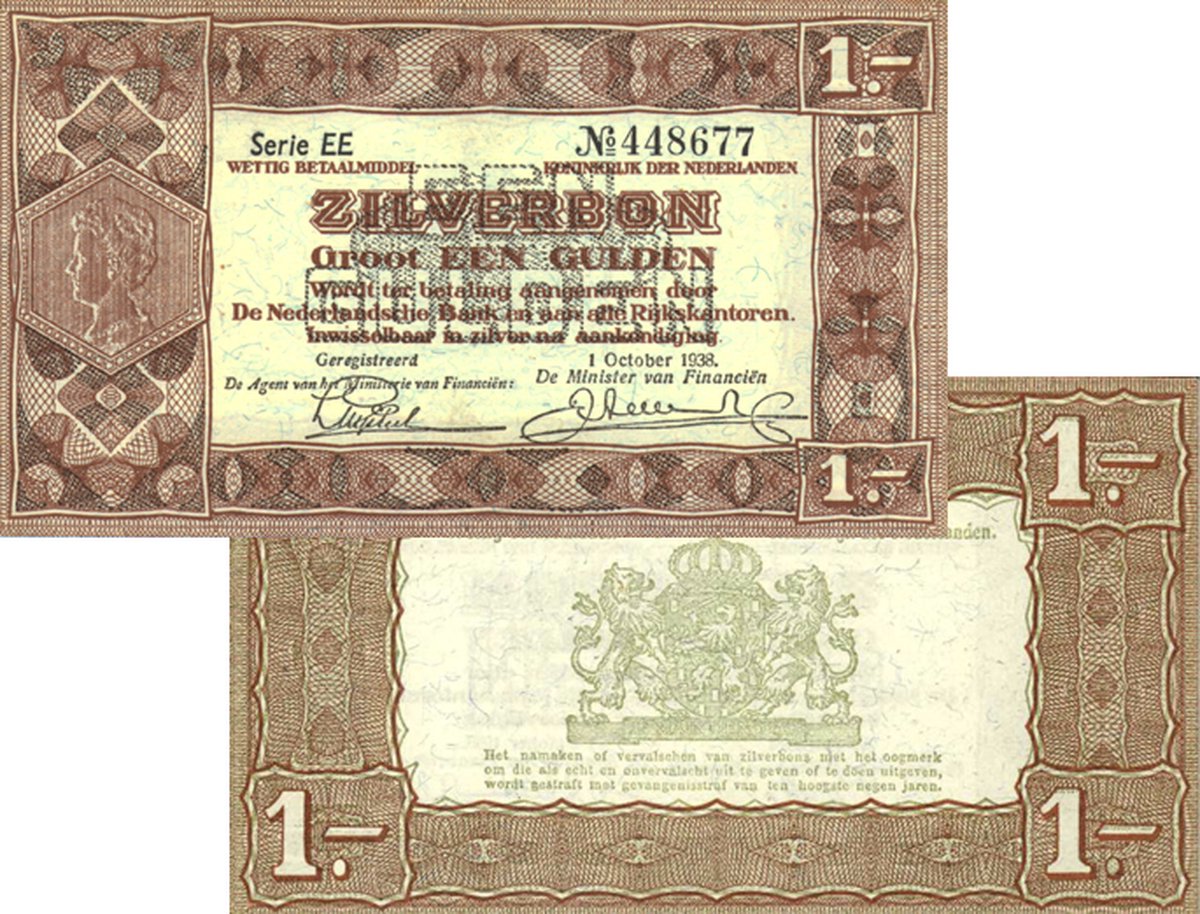 1.-
Serie EE
№ 448677
WETTIG BETAALMIDDEL
KONINKRIJK DER NEDERLANDEN
EEN GULDEN
ZILVERBON
Groot EEN GULDEN
Wordt ter betaling aangenomen door
De Nederlandsche Bank en aan alle Rijkskantoren.
Inwisselbaar in zilver na aankondiging.
Geregistreerd
1 October 1938.
De Agent van het Ministerie van Financiën:
De Minister van Financiën
1.-
1.-
anden.
Het namaken of vervalschen van zilverbons met het oogmerk
om die als echt en onvervalscht uit te geven of te doen uitgeven,
wordt gestraft met gevangenisstraf van ten hoogste negen jaren.
1.-
1.-